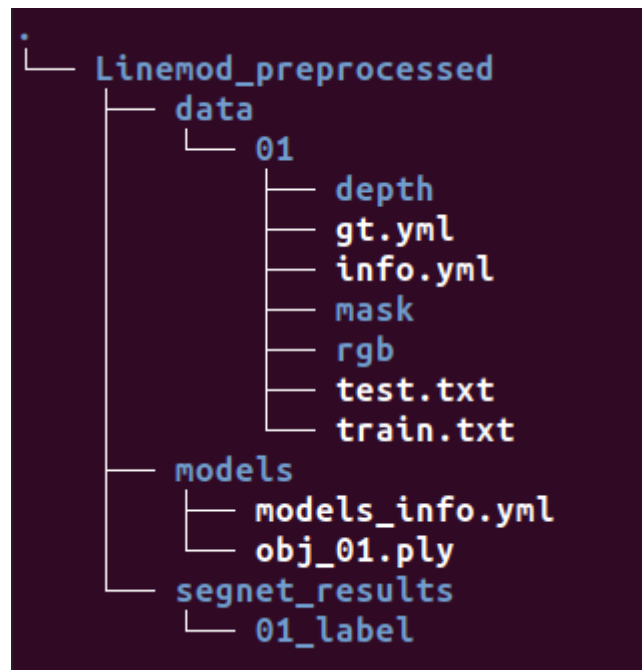 .
└── Linemod_preprocessed
    ├── data
    │   └── 01
    │       ├── depth
    │       ├── gt.yml
    │       ├── info.yml
    │       ├── mask
    │       ├── rgb
    │       ├── test.txt
    │       └── train.txt
    ├── models
    │   ├── models_info.yml
    │   └── obj_01.ply
    └── segnet_results
        └── 01_label